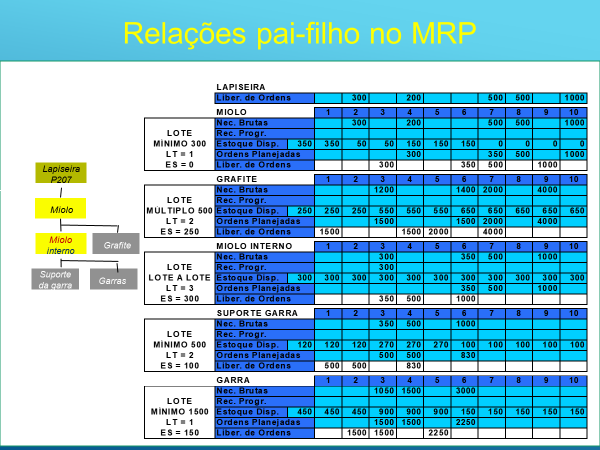 Relações pai-filho no MRP
LAPISEIRA
Liber. de Ordens 300 200 500 500 1000
MIOLO 1 2 3 4 5 6 7 8 9 10
LOTE
MÍNIMO 300
LT = 1
ES = 0
Nec. Brutas 300 200 500 500 1000
Rec. Progr.
Estoque Disp. 350 350 50 50 150 150 150 0 0 0 0
Ordens Planejadas 300 350 500 1000
Liber. de Ordens 300 350 500 1000
Lapiseira
P207
Miolo
Miolo
interno
Grafite
Suporte
da garra
Garras
GRAFITE 1 2 3 4 5 6 7 8 9 10
LOTE
MÚLTIPLO 500
LT = 2
ES = 250
Nec. Brutas 1200 1400 2000 4000
Rec. Progr.
Estoque Disp. 250 250 250 550 550 550 650 650 650 650 650
Ordens Planejadas 1500 1500 2000 4000
Liber. de Ordens 1500 1500 2000 4000
MIOLO INTERNO 1 2 3 4 5 6 7 8 9 10
LOTE
LOTE A LOTE
LT = 3
ES = 300
Nec. Brutas 300 350 500 1000
Rec. Progr. 300
Estoque Disp. 300 300 300 300 300 300 300 300 300 300 300
Ordens Planejadas 350 500 1000
Liber. de Ordens 350 500 1000
SUPORTE GARRA 1 2 3 4 5 6 7 8 9 10
LOTE
MÍNIMO 500
LT = 2
ES = 100
Nec. Brutas 350 500 1000
Rec. Progr.
Estoque Disp. 120 120 120 270 270 270 100 100 100 100 100
Ordens Planejadas 500 500 830
Liber. de Ordens 500 500 830
GARRA 1 2 3 4 5 6 7 8 9 10
LOTE
MÍNIMO 1500
LT = 1
ES = 150
Nec. Brutas 1050 1500 3000
Rec. Progr.
Estoque Disp. 450 450 450 900 900 900 150 150 150 150 150
Ordens Planejadas 1500 1500 2250
Liber. de Ordens 1500 1500 2250